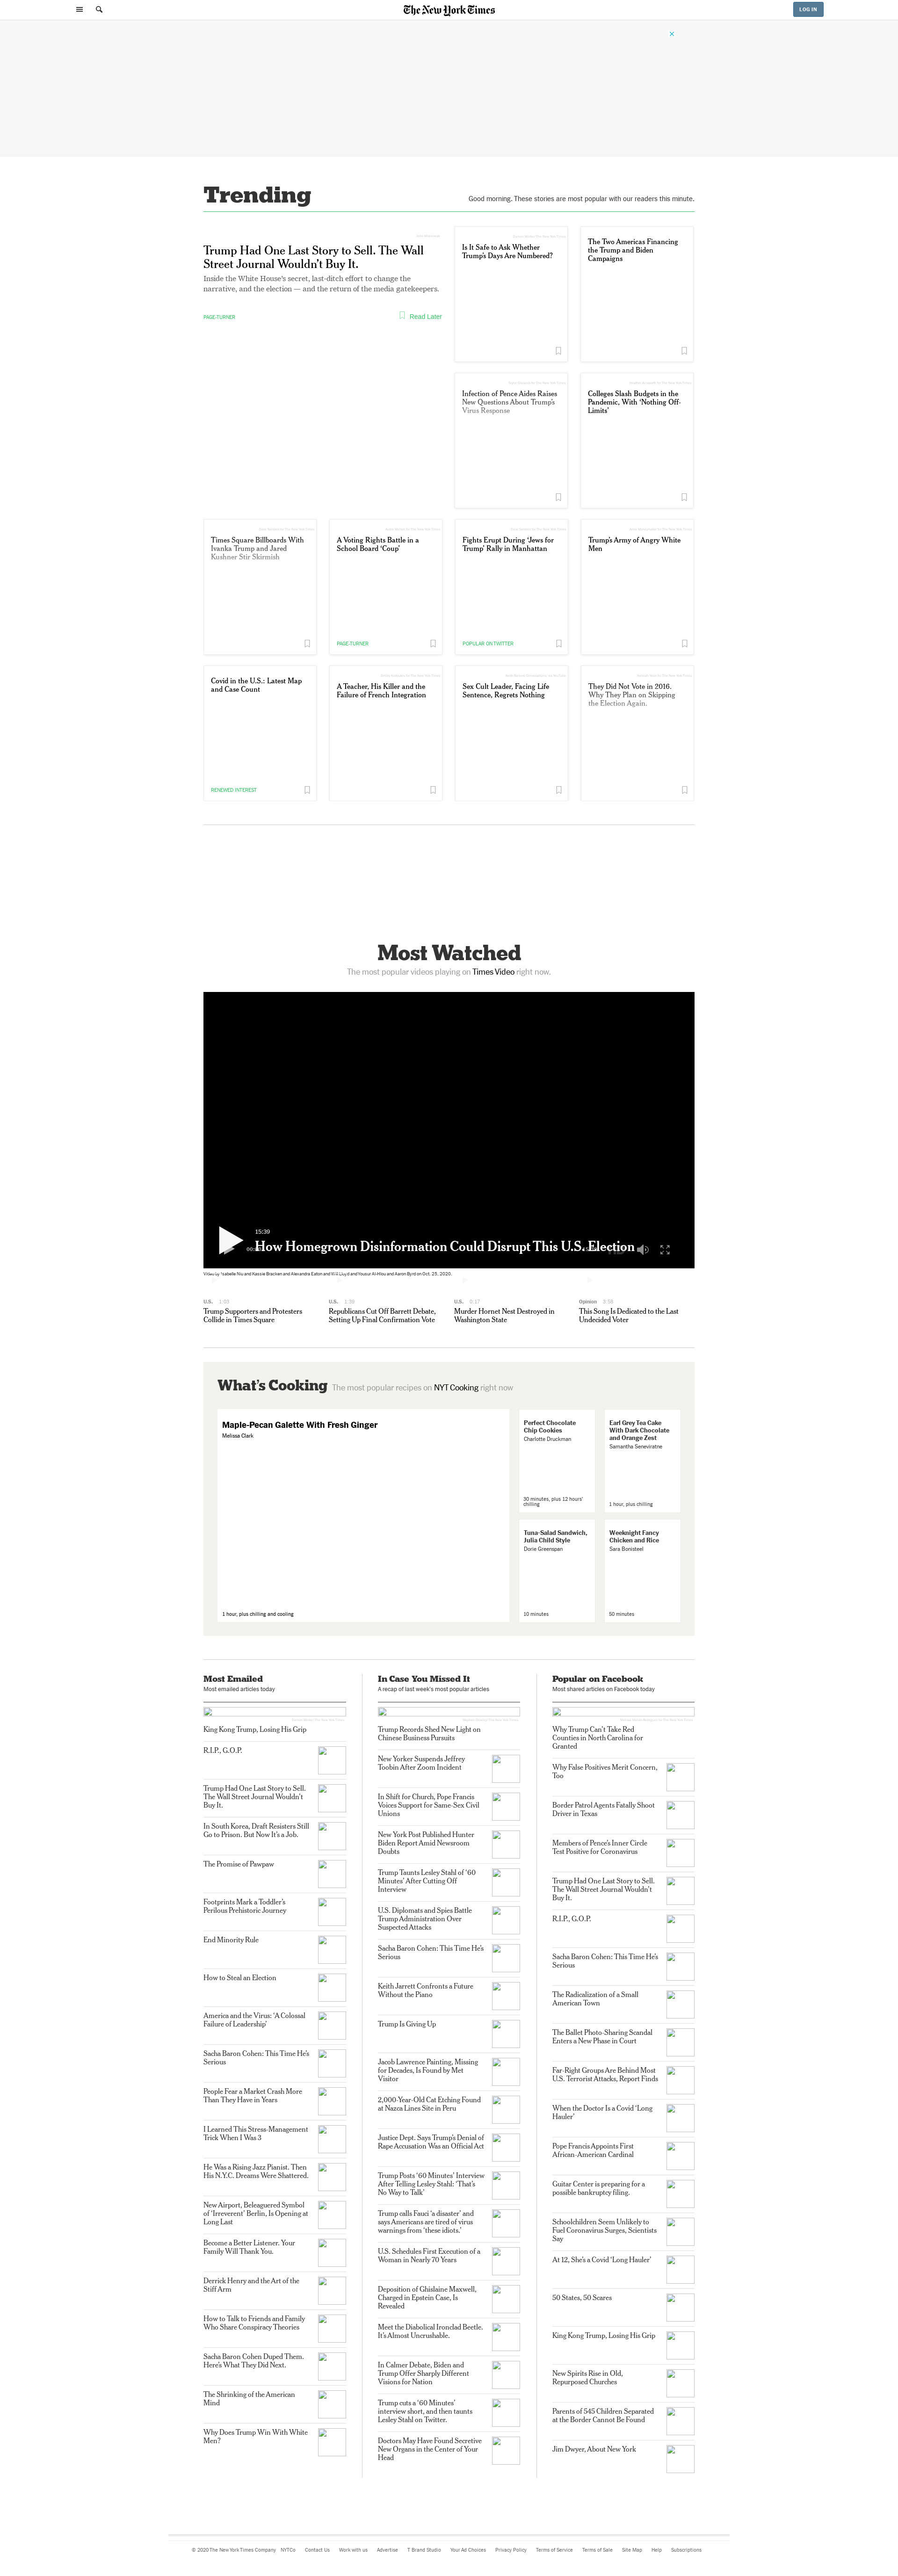 The New York Times
LOG IN
Trending
Good morning. These stories are most popular with our readers this minute.
Trump Had One Last Story to Sell. The Wall
Street Journal Wouldn't Buy It.
Inside the White House's secret, last-ditch effort to change the
narrative, and the election — and the return of the media gatekeepers.
PAGE-TURNER
Read Later
Is It Safe to Ask Whether
Trump's Days Are Numbered?
The Two Americas Financing
the Trump and Biden
Campaigns
Infection of Pence Aides Raises
New Questions About Trump's
Virus Response
Colleges Slash Budgets in the
Pandemic, With 'Nothing Off-
Limits'
Times Square Billboards With
Ivanka Trump and Jared
Kushner Stir Skirmish
A Voting Rights Battle in a
School Board 'Coup'
PAGE-TURNER
Fights Erupt During 'Jews for
Trump' Rally in Manhattan
POPULAR ON TWITTER
Trump's Army of Angry White
Men
Covid in the U.S.: Latest Map
and Case Count
RENEWED INTEREST
A Teacher, His Killer and the
Failure of French Integration
Sex Cult Leader, Facing Life
Sentence, Regrets Nothing
They Did Not Vote in 2016.
Why They Plan on Skipping
the Election Again.
Most Watched
The most popular videos playing on Times Video right now.
15:39
How Homegrown Disinformation Could Disrupt This U.S. Election
U.S. 1:20
Trump Supporters and Protesters
Collide in Times Square
U.S. 1:39
Republicans Cut Off Barrett Debate,
Setting Up Final Confirmation Vote
U.S. 0:17
Murder Hornet Nest Destroyed in
Washington State
Opinion 3:58
This Song Is Dedicated to the Last
Undecided Voter
What's Cooking The most popular recipes on NYT Cooking right now
Maple-Pecan Galette With Fresh Ginger
Melissa Clark
1 hour, plus chilling and cooling
Perfect Chocolate
Chip Cookies
Charlotte Druckman
30 minutes, plus 12 hours'
chilling
Earl Grey Tea Cake
With Dark Chocolate
and Orange Zest
Samantha Seneviratne
1 hour, plus chilling
Tuna-Salad Sandwich,
Julia Child Style
Dorie Greenspan
10 minutes
Weeknight Fancy
Chicken and Rice
Sara Bonisteel
50 minutes
Most Emailed
Most emailed articles today
King Kong Trump, Losing His Grip
R.I.P., G.O.P.
Trump Had One Last Story to Sell.
The Wall Street Journal Wouldn't
Buy It.
In South Korea, Draft Resisters Still
Go to Prison. But Now It's a Job.
The Promise of Pawpaw
Footprints Mark a Toddler's
Perilous Prehistoric Journey
End Minority Rule
How to Steal an Election
America and the Virus: 'A Colossal
Failure of Leadership'
Sacha Baron Cohen: This Time He's
Serious
People Fear a Market Crash More
Than They Have in Years
I Learned This Stress-Management
Trick When I Was 3
He Was a Rising Jazz Pianist. Then
His N.Y.C. Dreams Were Shattered.
New Airport, Beleaguered Symbol
of 'Irreverent' Berlin, Is Opening at
Long Last
Become a Better Listener. Your
Family Will Thank You.
Derrick Henry and the Art of the
Stiff Arm
How to Talk to Friends and Family
Who Share Conspiracy Theories
Sacha Baron Cohen Duped Them.
Here's What They Did Next.
The Shrinking of the American
Mind
Why Does Trump Win With White
Men?
In Case You Missed It
A recap of last week's most popular articles
Trump Records Shed New Light on
Chinese Business Pursuits
New Yorker Suspends Jeffrey
Toobin After Zoom Incident
In Shift for Church, Pope Francis
Voices Support for Same-Sex Civil
Unions
New York Post Published Hunter
Biden Report Amid Newsroom
Doubts
Trump Taunts Lesley Stahl of '60
Minutes' After Cutting Off
Interview
U.S. Diplomats and Spies Battle
Trump Administration Over
Suspected Attacks
Sacha Baron Cohen: This Time He's
Serious
Keith Jarrett Confronts a Future
Without the Piano
Trump Is Giving Up
Jacob Lawrence Painting, Missing
for Decades, Is Found by Met
Visitor
2,000-Year-Old Cat Etching Found
at Nazca Lines Site in Peru
Justice Dept. Says Trump's Denial of
Rape Accusation Was an Official Act
Trump Posts '60 Minutes' Interview
After Telling Lesley Stahl: 'That's
No Way to Talk'
Trump calls Fauci 'a disaster' and
says Americans are tired of virus
warnings from 'these idiots.'
U.S. Schedules First Execution of a
Woman in Nearly 70 Years
Deposition of Ghislaine Maxwell,
Charged in Epstein Case, Is
Revealed
Meet the Diabolical Ironclad Beetle.
It's Almost Uncrushable.
In Calmer Debate, Biden and
Trump Offer Sharply Different
Visions for Nation
Trump cuts a '60 Minutes'
interview short, and then taunts
Lesley Stahl on Twitter.
Doctors May Have Found Secretive
New Organs in the Center of Your
Head
Popular on Facebook
Most shared articles on Facebook today
Why Trump Can't Take Red
Counties in North Carolina for
Granted
Why False Positives Merit Concern,
Too
Border Patrol Agents Fatally Shoot
Driver in Texas
Members of Pence's Inner Circle
Test Positive for Coronavirus
Trump Had One Last Story to Sell.
The Wall Street Journal Wouldn't
Buy It.
R.I.P., G.O.P.
Sacha Baron Cohen: This Time He's
Serious
The Radicalization of a Small
American Town
The Ballet Photo-Sharing Scandal
Enters a New Phase in Court
Far-Right Groups Are Behind Most
U.S. Terrorist Attacks, Report Finds
When the Doctor Is a Covid 'Long
Hauler'
Pope Francis Appoints First
African-American Cardinal
Guitar Center is preparing for a
possible bankruptcy filing.
Schoolchildren Seem Unlikely to
Fuel Coronavirus Surges, Scientists
Say
At 12, She's a Covid 'Long Hauler'
50 States, 50 Scares
King Kong Trump, Losing His Grip
New Spirits Rise in Old,
Repurposed Churches
Parents of 545 Children Separated
at the Border Cannot Be Found
Jim Dwyer, About New York
© 2020 The New York Times Company NYTCo Contact Us Work with us Advertise T Brand Studio Your Ad Choices Privacy Policy Terms of Service Terms of Sale Site Map Help Subscriptions